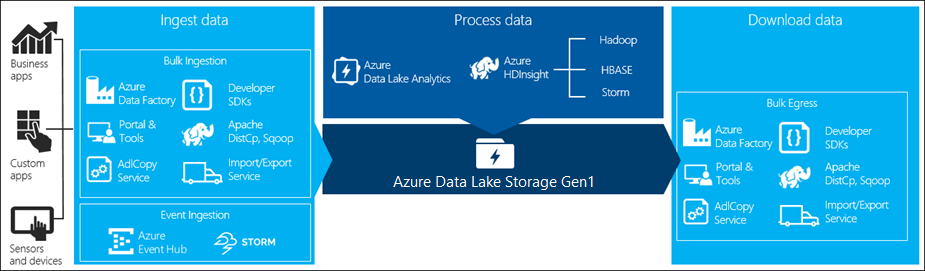 Business
apps
Custom
apps
Sensors
and devices
Ingest data
Bulk Ingestion
Azure
Data Factory
Developer
SDKs
Portal &
Tools
Apache
DistCp, Sqoop
AdlCopy
Service
Import/Export
Service
Event Ingestion
Azure
Event Hub
STORM
Process data
Azure
Data Lake Analytics
Azure
HDInsight
Hadoop
HBASE
Storm
Azure Data Lake Storage Gen1
Download data
Bulk Egress
Azure
Data Factory
Developer
SDKs
Portal &
Tools
Apache
DistCp, Sqoop
AdlCopy
Service
Import/Export
Service